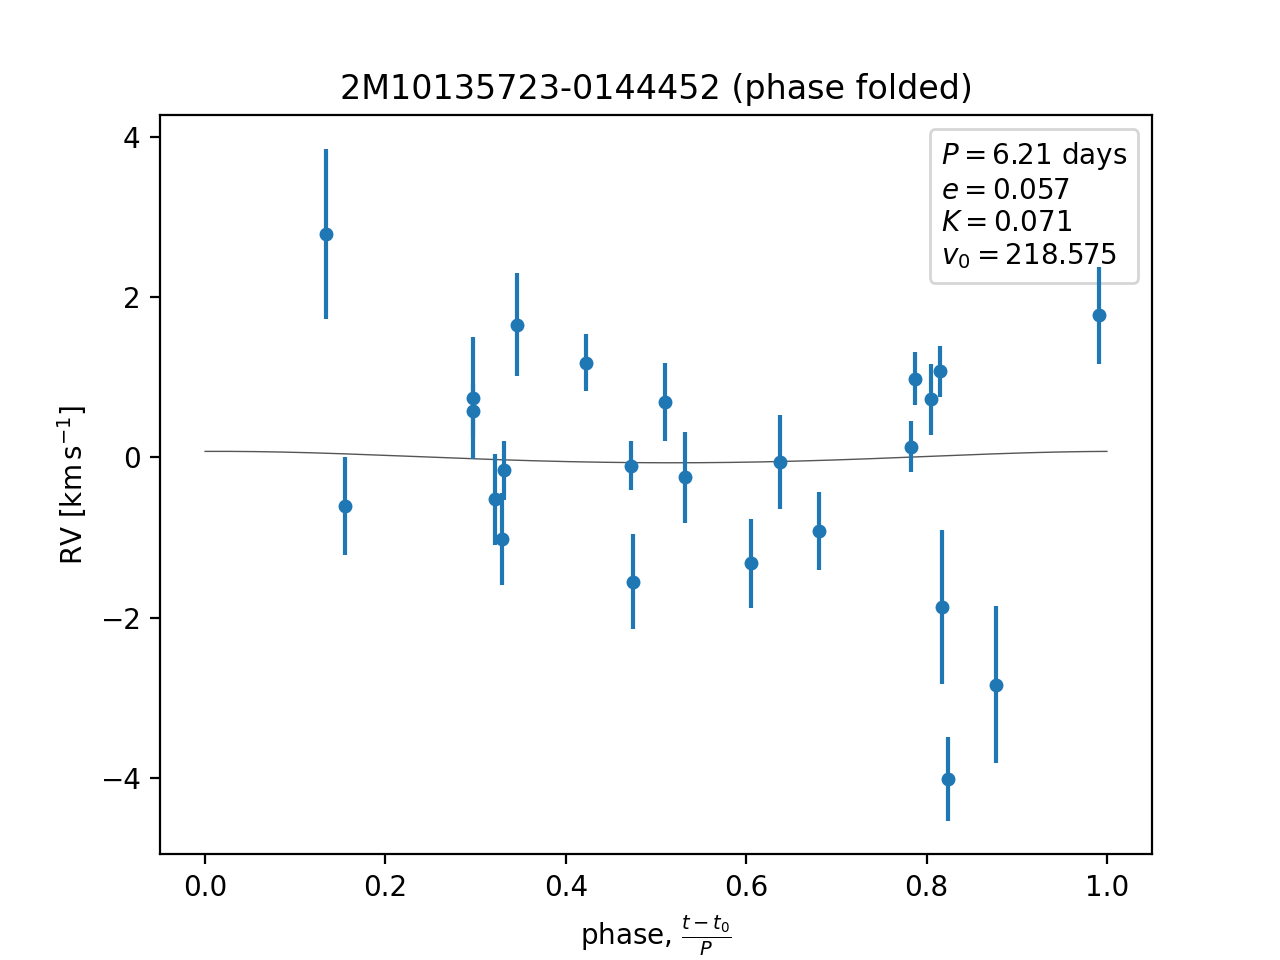 2M10135723-0144452 (phase folded)
P = 6.21 days
e = 0.057
K = 0.071
v₀ = 218.575
4
2
0
−2
−4
RV [km s⁻¹]
0.0 0.2 0.4 0.6 0.8 1.0
phase, (t − t₀)/P